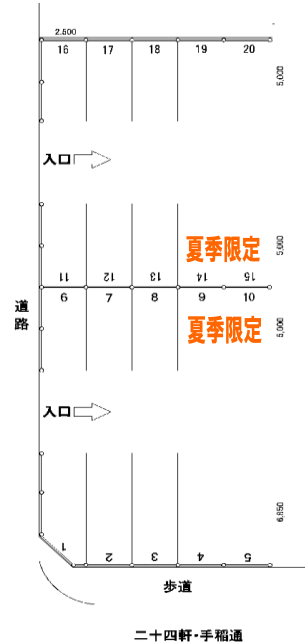 2.500
16 17 18 19 20
5,000
入口
夏季限定
5,000
11 12 13 14 15
6 7 8 9 10
道路
夏季限定
5,000
入口
6,850
1 2 3 4 5
歩道
二十四軒・手稲通